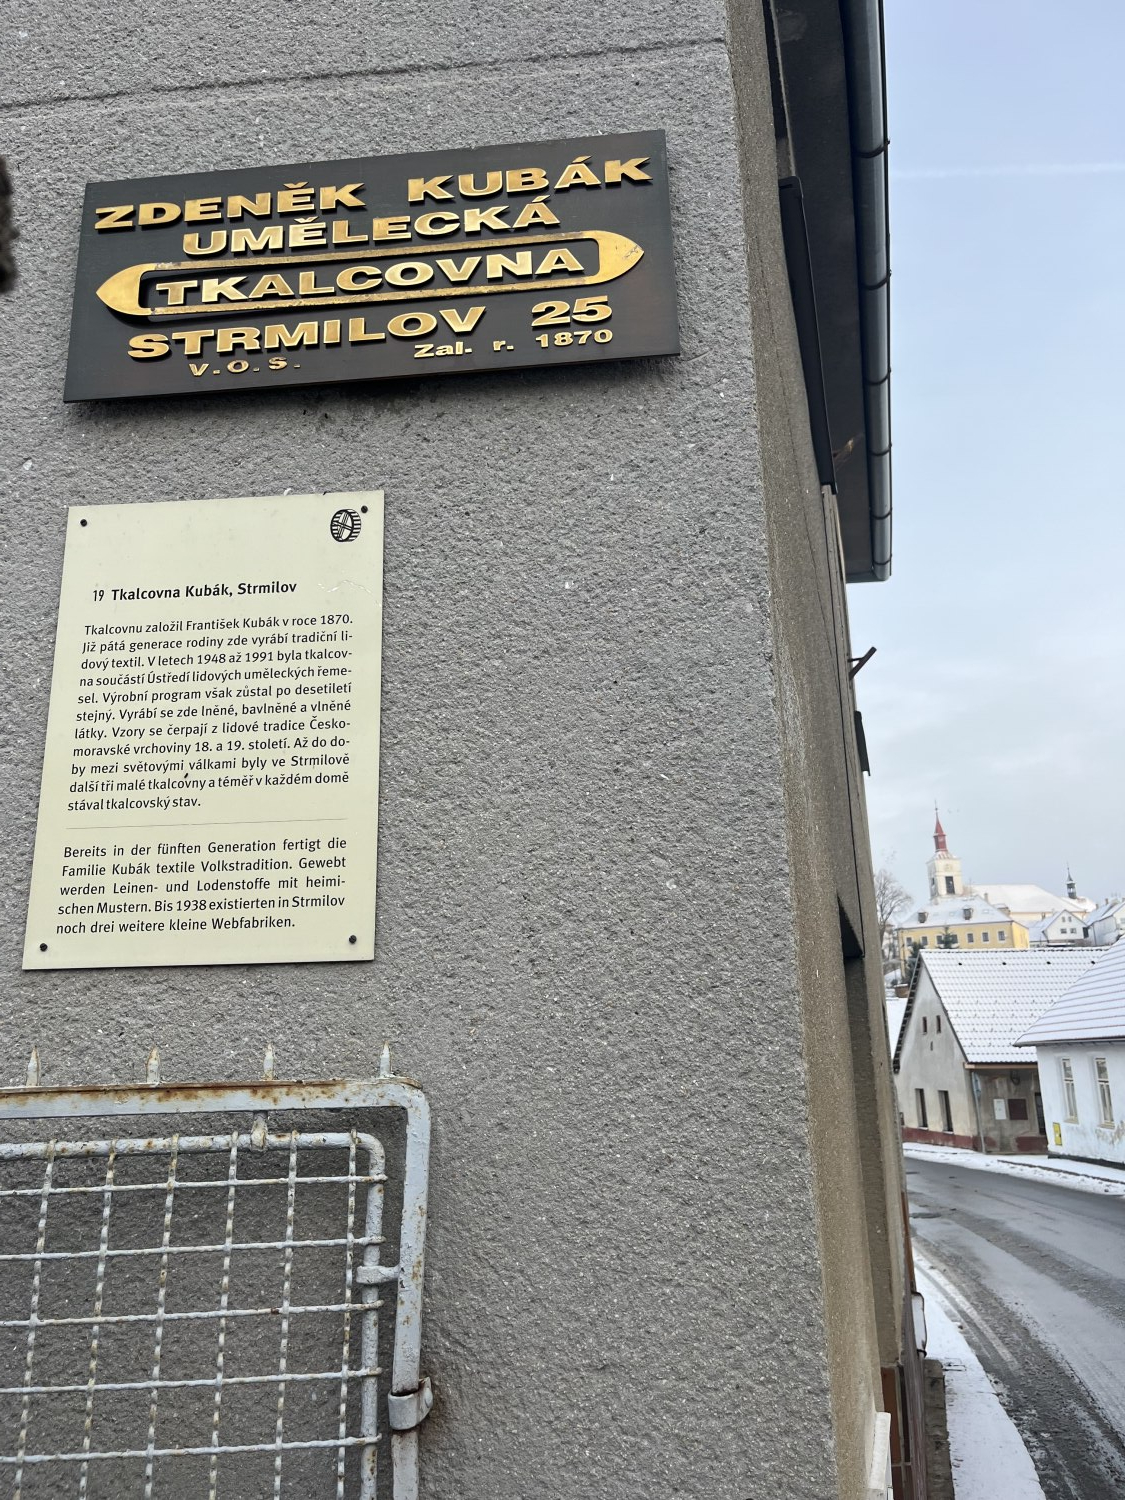 ZDENĚK KUBÁK
UMĚLECKÁ
TKALCOVNA
STRMILOV 25
V.O.S. Zal. r. 1870
19 Tkalcovna Kubák, Strmilov
Tkalcovnu založil František Kubák v roce 1870.
Již pátá generace rodiny zde vyrábí tradiční li-
dový textil. V letech 1948 až 1991 byla tkalcov-
na součástí Ústředí lidových uměleckých řeme-
sel. Výrobní program však zůstal po desetiletí
stejný. Vyrábí se zde lněné, bavlněné a vlněné
látky. Vzory se čerpají z lidové tradice Česko-
moravské vrchoviny 18. a 19. století. Až do do-
by mezi světovými válkami byly ve Strmilově
další tři malé tkalcovny a téměř v každém domě
stával tkalcovský stav.
Bereits in der fünften Generation fertigt die
Familie Kubák textile Volkstradition. Gewebt
werden Leinen- und Lodenstoffe mit heimi-
schen Mustern. Bis 1938 existierten in Strmilov
noch drei weitere kleine Webfabriken.